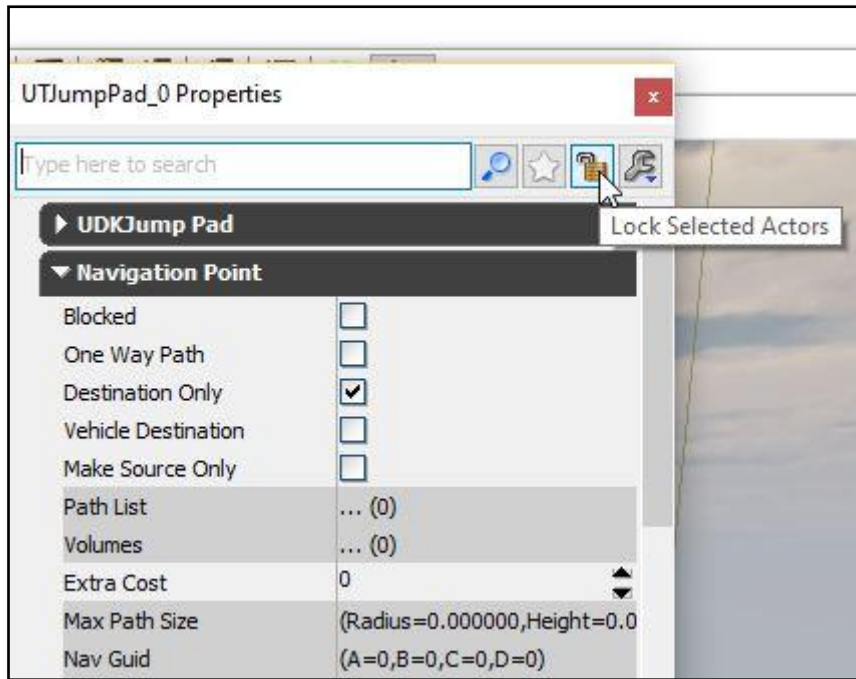 UTJumpPad_0 Properties
x
Type here to search
Lock Selected Actors
UDKJump Pad
Navigation Point
Blocked
One Way Path
Destination Only
Vehicle Destination
Make Source Only
Path List ... (0)
Volumes ... (0)
Extra Cost 0
Max Path Size (Radius=0.000000,Height=0.0
Nav Guid (A=0,B=0,C=0,D=0)